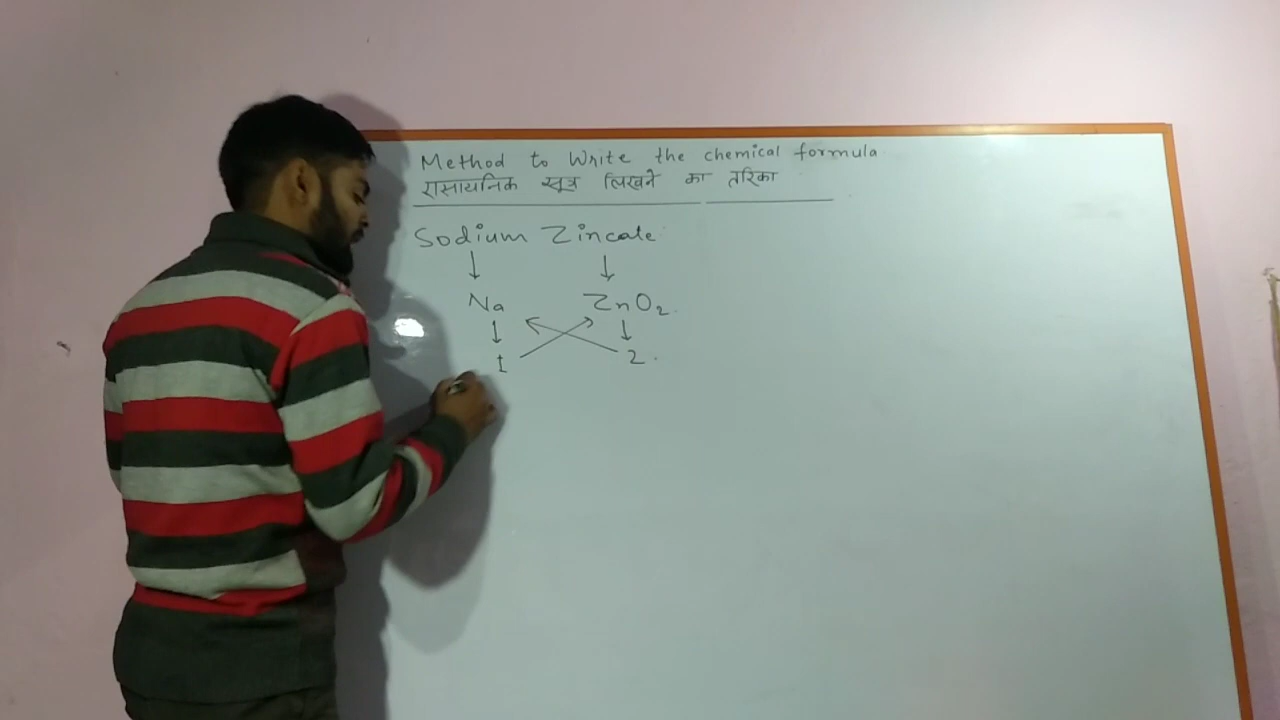 Method to Write the chemical formula
रासायनिक सूत्र लिखने का तरिका
Sodium Zincate
↓ ↓
Na ZnO₂
↓ ↓
1 2